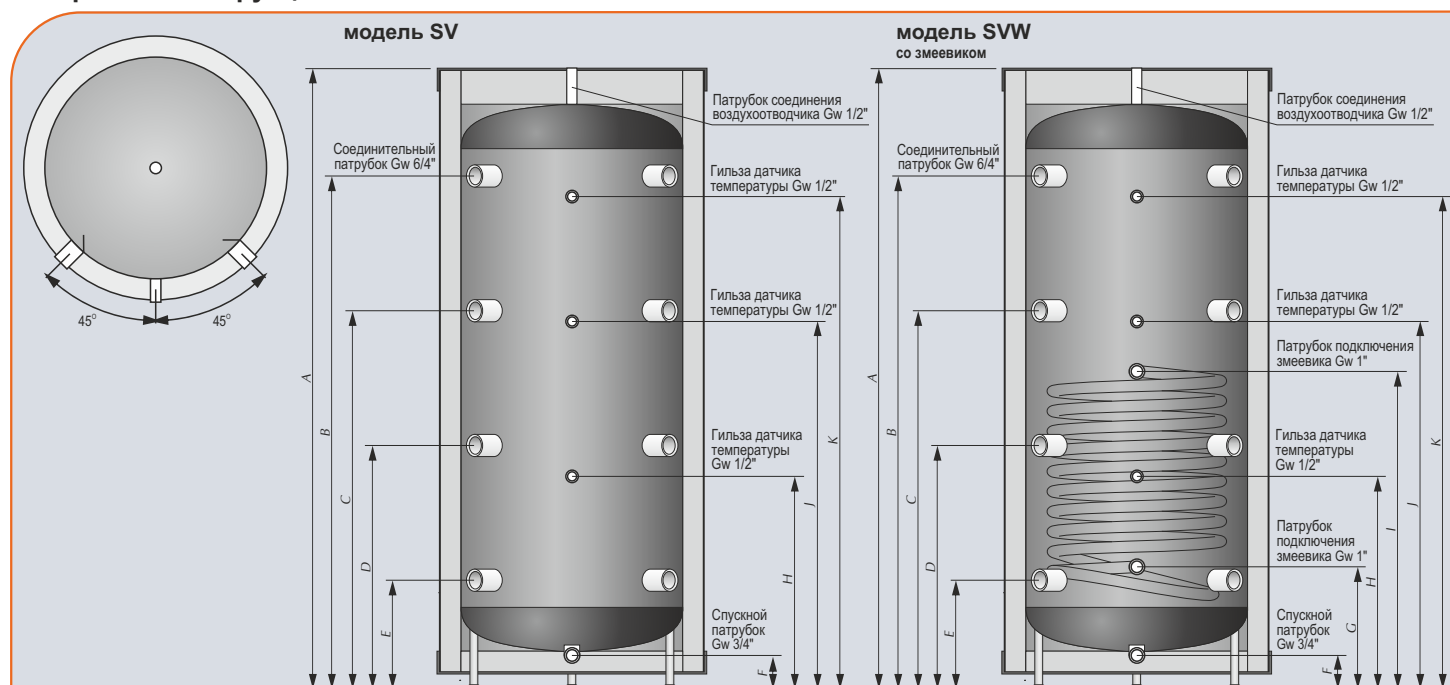 модель SV
модель SVW
со змеевиком
45°
45°
Соединительный
патрубок Gw 6/4"
Патрубок соединения
воздухоотводчика Gw 1/2"
Гильза датчика
температуры Gw 1/2"
Гильза датчика
температуры Gw 1/2"
Гильза датчика
температуры
Gw 1/2"
Спускной
патрубок
Gw 3/4"
A
B
C
D
E
F
H
J
K
Соединительный
патрубок Gw 6/4"
Патрубок соединения
воздухоотводчика Gw 1/2"
Гильза датчика
температуры Gw 1/2"
Гильза датчика
температуры Gw 1/2"
Патрубок подключения
змеевика Gw 1"
Гильза датчика
температуры
Gw 1/2"
Патрубок
подключения
змеевика Gw 1"
Спускной
патрубок
Gw 3/4"
A
B
C
D
E
F
G
H
I
J
K